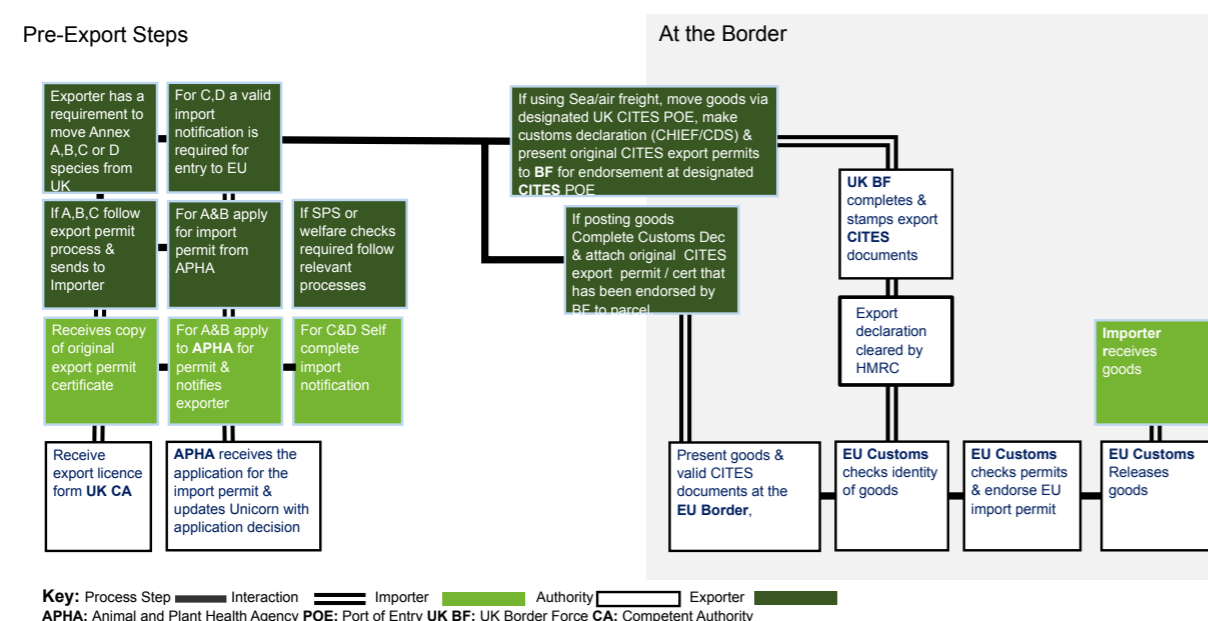 Pre-Export Steps
At the Border
Exporter has a
requirement to
move Annex
A,B,C or D
species from
UK
For C,D a valid
import
notification is
required for
entry to EU
If using Sea/air freight, move goods via
designated UK CITES POE, make
customs declaration (CHIEF/CDS) &
present original CITES export permits
to BF for endorsement at designated
CITES POE
UK BF
completes &
stamps export
CITES
documents
If A,B,C follow
export permit
process &
sends to
Importer
For A&B apply
for import
permit from
APHA
If SPS or
welfare checks
required follow
relevant
processes
If posting goods
Complete Customs Dec
& attach original CITES
export permit / cert that
has been endorsed by
BF to parcel.
Export
declaration
cleared by
HMRC
Receives copy
of original
export permit
certificate
For A&B apply
to APHA for
permit &
notifies
exporter
For C&D Self
complete
import
notification
Importer
receives
goods
Receive
export licence
form UK CA
APHA receives the
application for the
import permit &
updates Unicorn with
application decision
Present goods &
valid CITES
documents at the
EU Border,
EU Customs
checks identity
of goods
EU Customs
checks permits
& endorse EU
import permit
EU Customs
Releases
goods
Key: Process Step Interaction Importer Authority Exporter
APHA: Animal and Plant Health Agency POE: Port of Entry UK BF: UK Border Force CA: Competent Authority